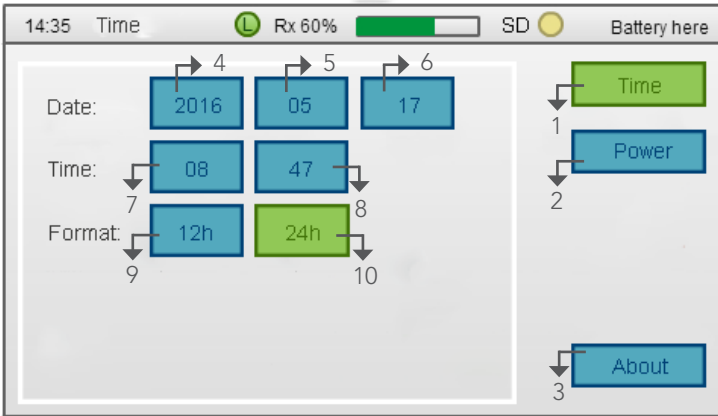 14:35 Time L Rx 60% SD Battery here
4 5 6
Date: 2016 05 17 Time
1
Time: 08 47 Power
7 8 2
Format: 12h 24h
9 10
About
3